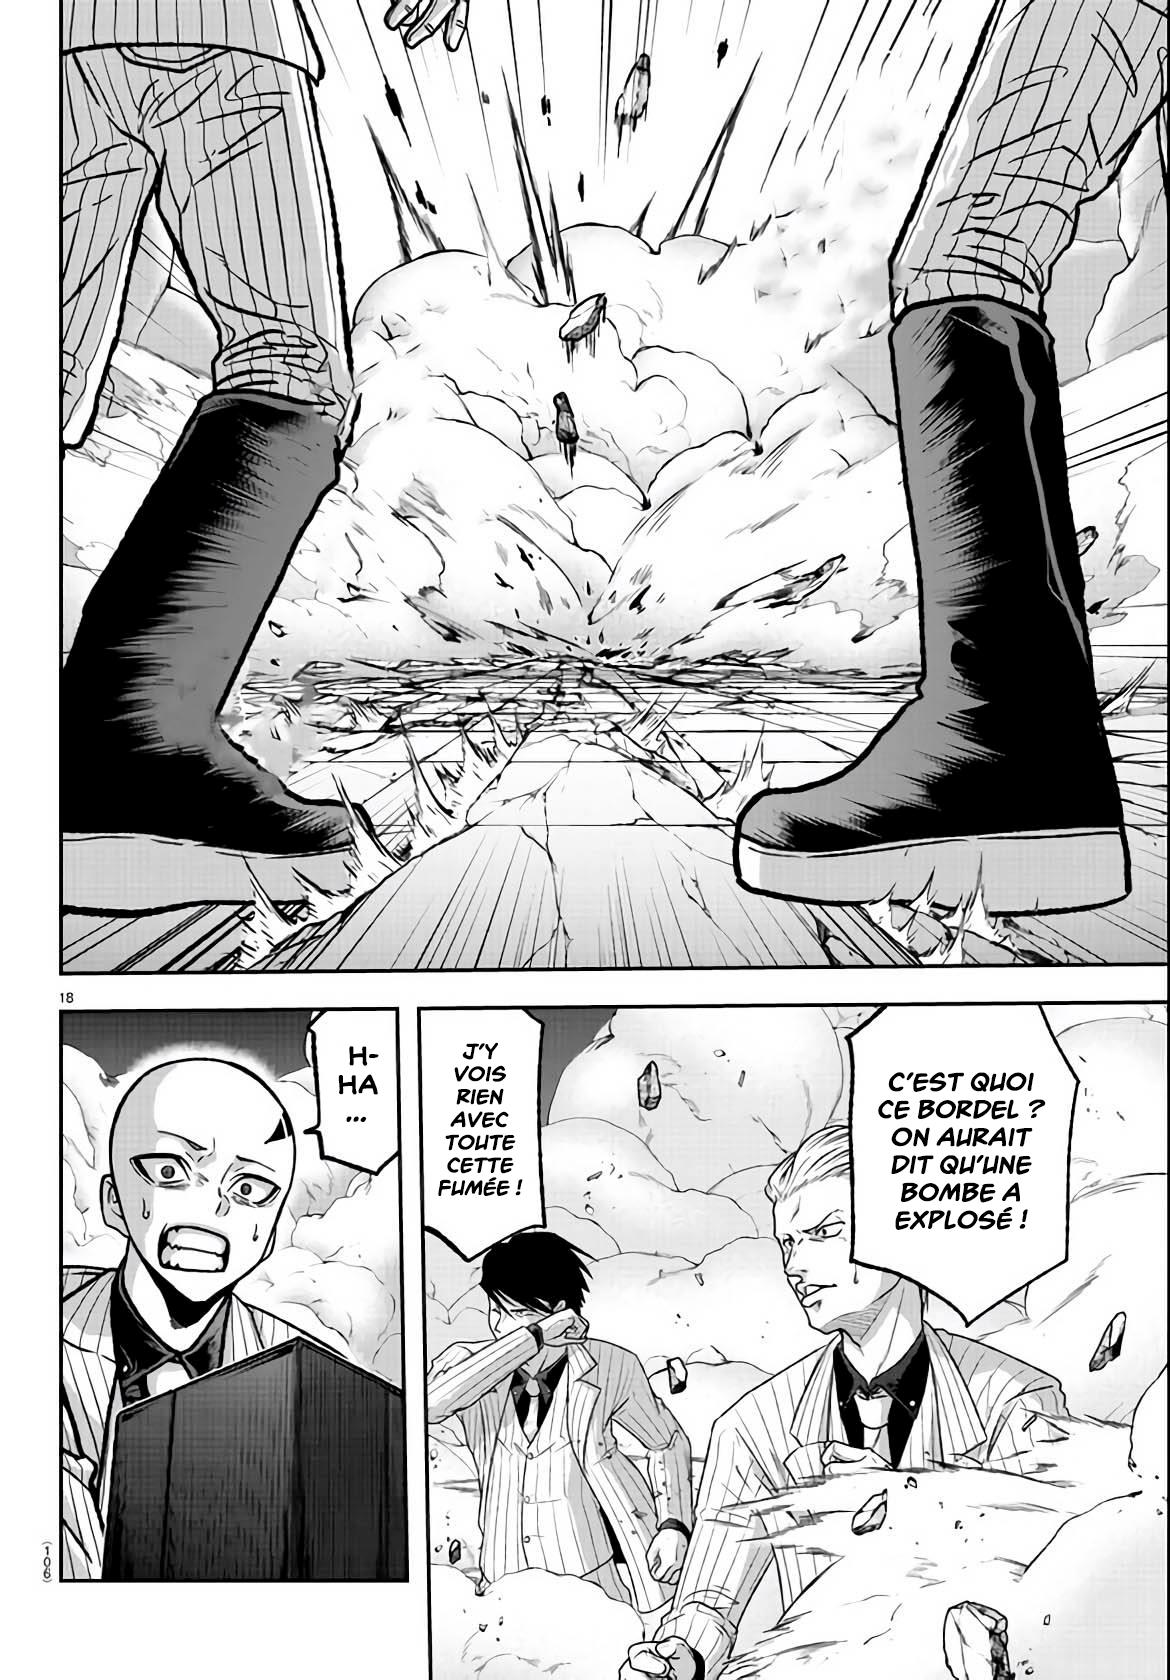 18
C'EST QUOI
CE BORDEL ?
ON AURAIT
DIT QU'UNE
BOMBE A
EXPLOSÉ !
J'Y
VOIS
RIEN
AVEC
TOUTE
CETTE
FUMÉE !
H-
HA
...
(106)